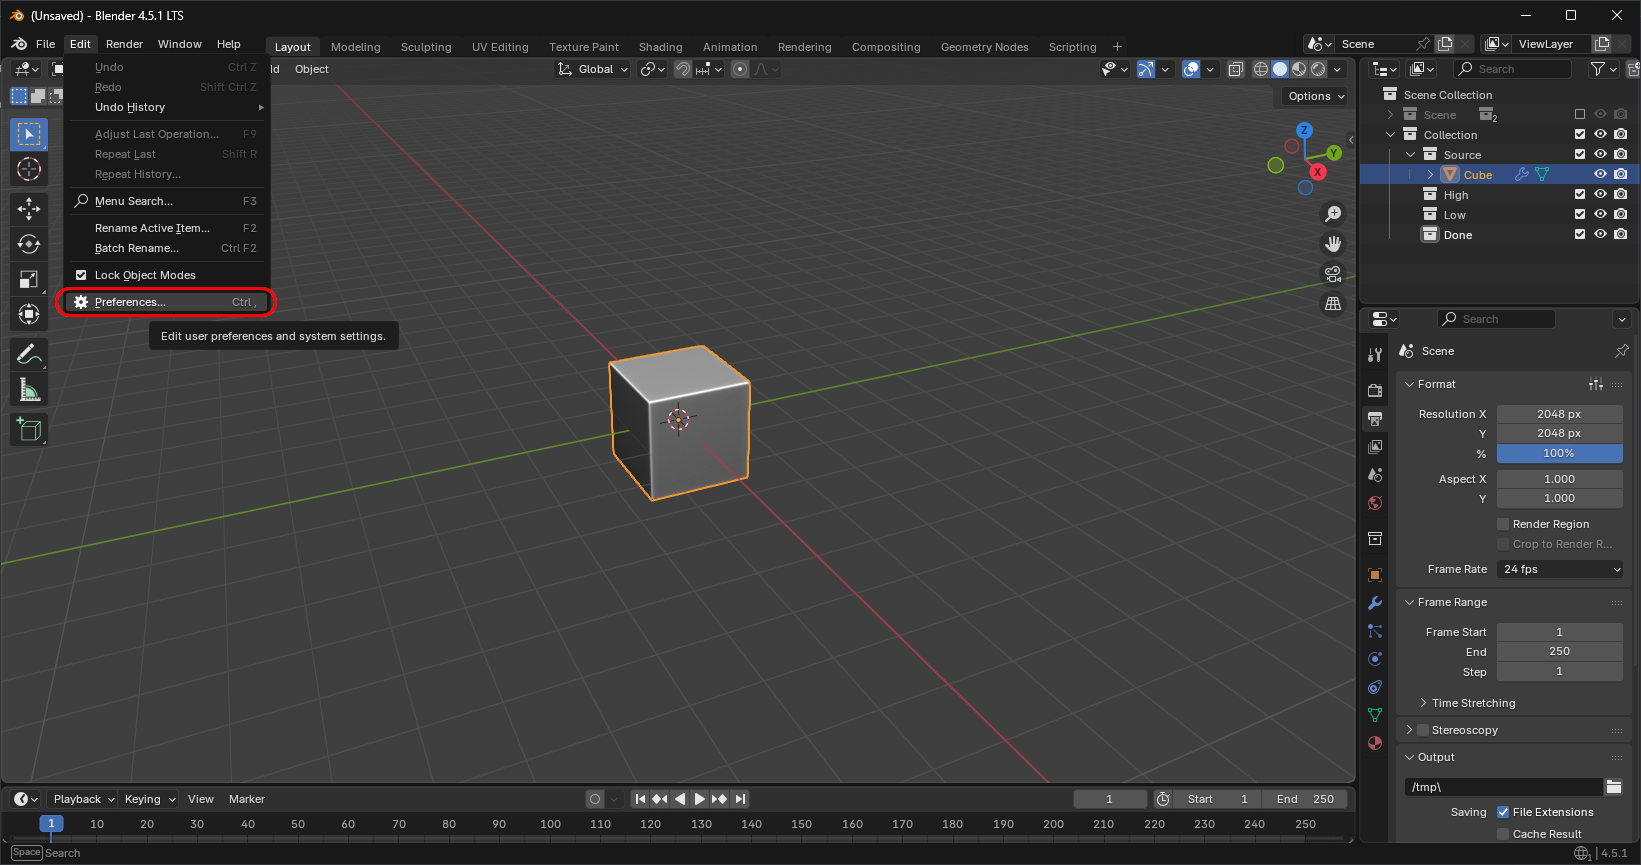 (Unsaved) - Blender 4.5.1 LTS
File Edit Render Window Help
Layout Modeling Sculpting UV Editing Texture Paint Shading Animation Rendering Compositing Geometry Nodes Scripting +
Scene
ViewLayer
Object
Global
Search
Options
Undo Ctrl Z
Redo Shift Ctrl Z
Undo History
Adjust Last Operation... F9
Repeat Last Shift R
Repeat History...
Menu Search... F3
Rename Active Item... F2
Batch Rename... Ctrl F2
Lock Object Modes
Preferences... Ctrl ,
Edit user preferences and system settings.
Z
Y
X
Scene Collection
Scene 2
Collection
Source
Cube
High
Low
Done
Search
Scene
Format
Resolution X 2048 px
Y 2048 px
% 100%
Aspect X 1.000
Y 1.000
Render Region
Crop to Render R...
Frame Rate 24 fps
Frame Range
Frame Start 1
End 250
Step 1
Time Stretching
Stereoscopy
Output
/tmp\
Saving File Extensions
Cache Result
Playback Keying View Marker
1
Start 1
End 250
1 10 20 30 40 50 60 70 80 90 100 110 120 130 140 150 160 170 180 190 200 210 220 230 240 250
Space Search
1 4.5.1